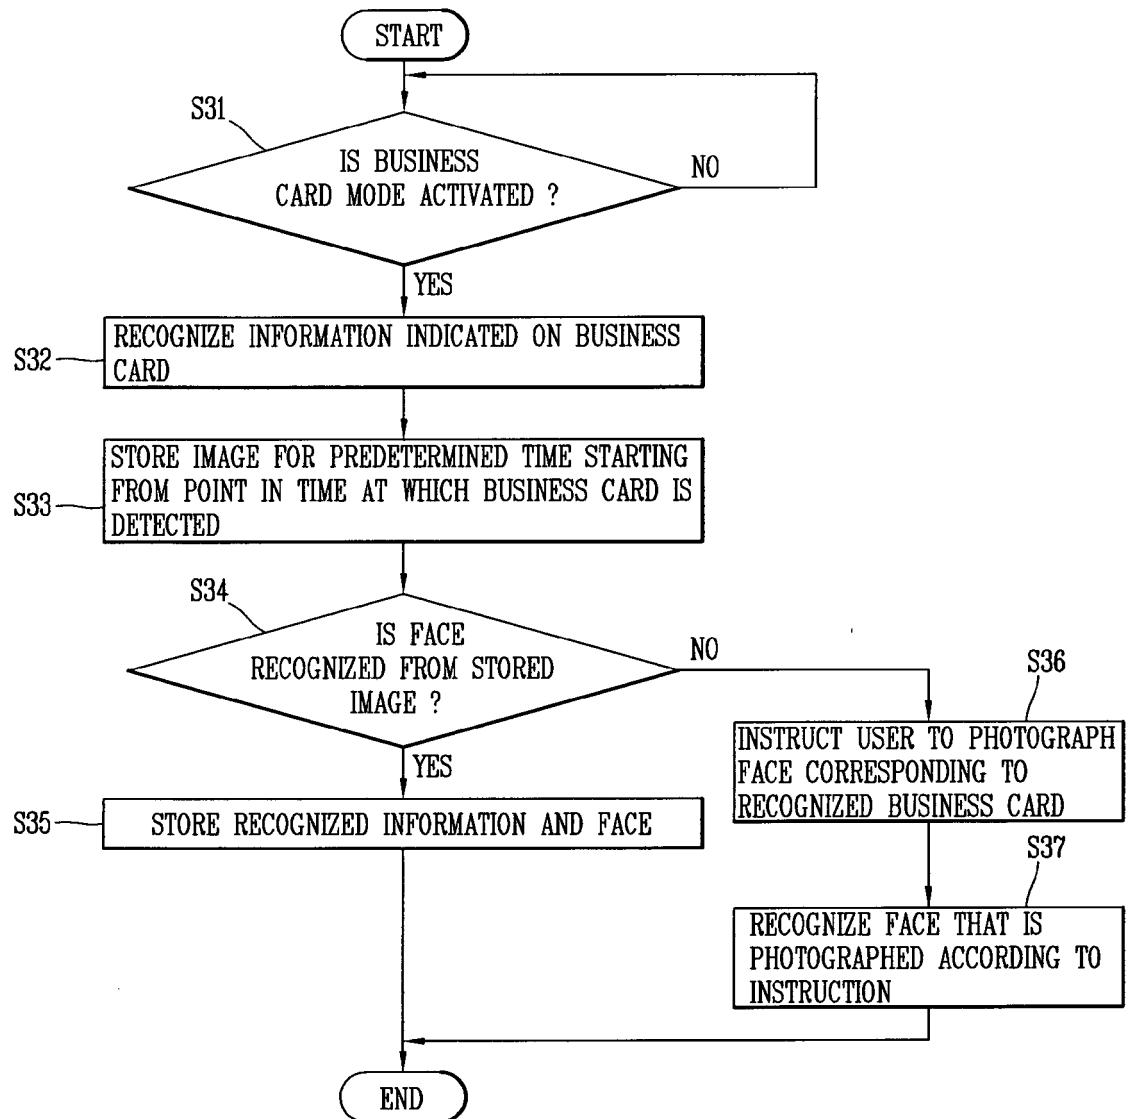 START
S31
IS BUSINESS
CARD MODE ACTIVATED ?
NO
YES
S32
RECOGNIZE INFORMATION INDICATED ON BUSINESS
CARD
S33
STORE IMAGE FOR PREDETERMINED TIME STARTING
FROM POINT IN TIME AT WHICH BUSINESS CARD IS
DETECTED
S34
IS FACE
RECOGNIZED FROM STORED
IMAGE ?
NO
YES
S35
STORE RECOGNIZED INFORMATION AND FACE
S36
INSTRUCT USER TO PHOTOGRAPH
FACE CORRESPONDING TO
RECOGNIZED BUSINESS CARD
S37
RECOGNIZE FACE THAT IS
PHOTOGRAPHED ACCORDING TO
INSTRUCTION
END